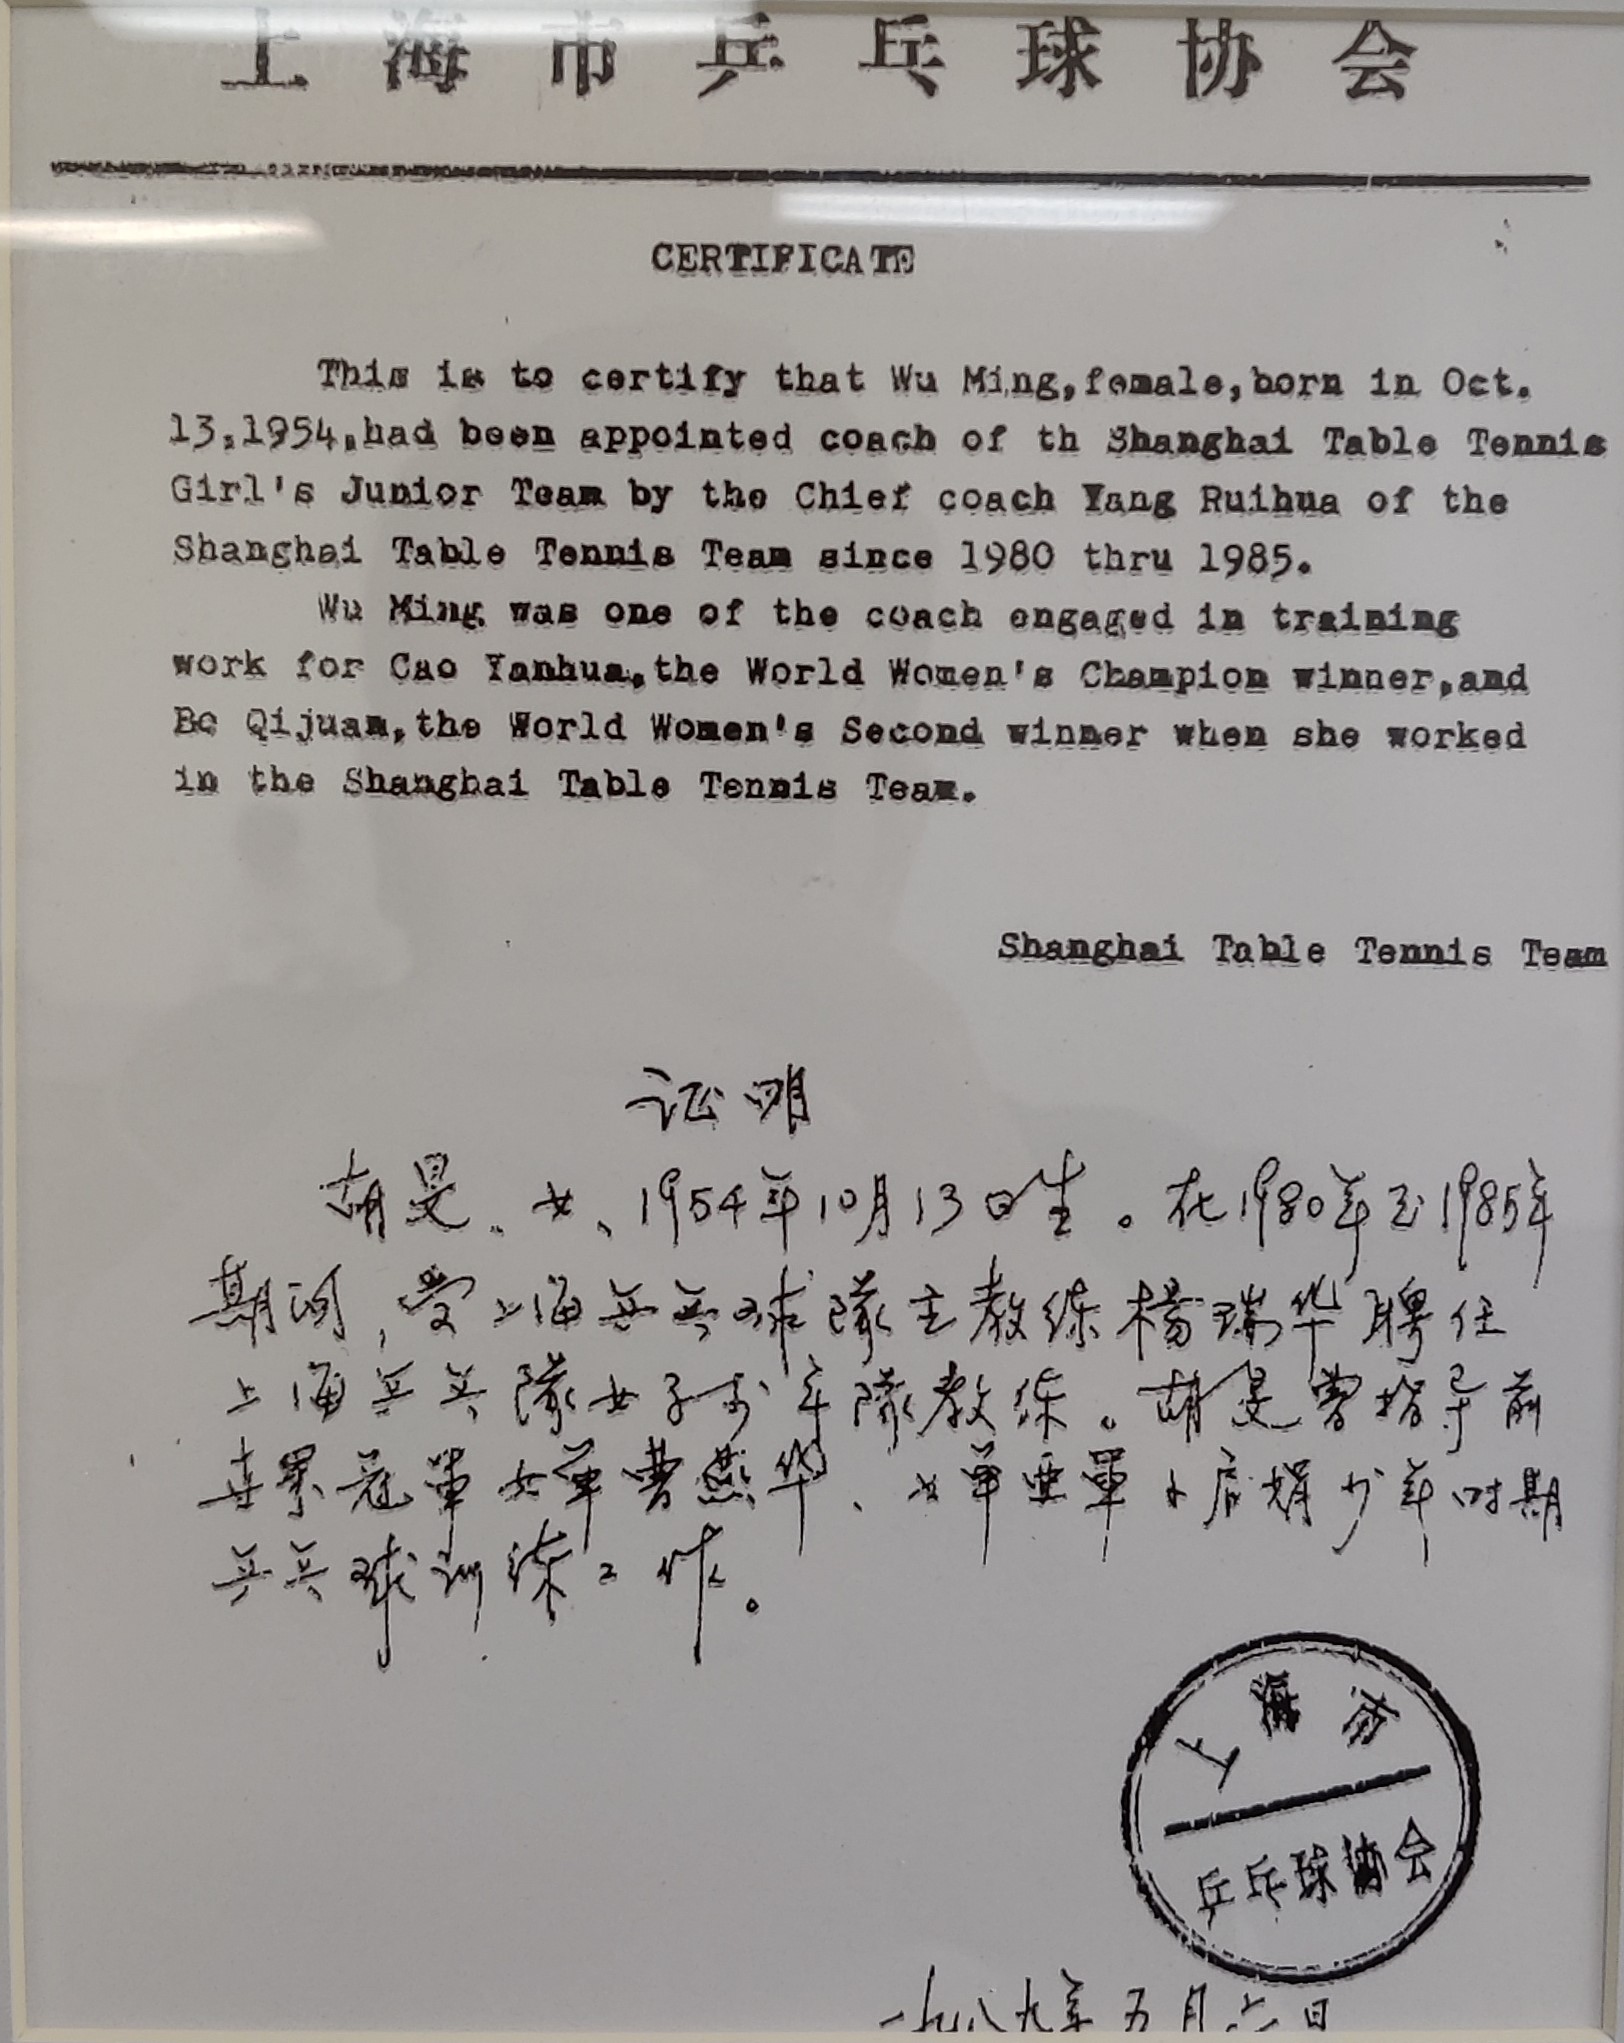 上海市乒乓球协会
CERTIFICATE
This is to certify that Wu Ming,female,born in Oct.
13,1954,had been appointed coach of th Shanghai Table Tennis
Girl's Junior Team by the Chief coach Yang Ruihua of the
Shanghai Table Tennis Team since 1980 thru 1985.
Wu Ming was one of the coach engaged in training
work for Cao Yanhua,the World Women's Champion winner,and
Bo Qijuan,the World Women's Second winner when she worked
in the Shanghai Table Tennis Team.
Shanghai Table Tennis Team
证明
胡旻、女、1954年10月13日生。在1980年至1985年
期间,受上海乒乓球隊主教练楊瑞华聘任
上海乒乓隊女子少年隊教练。胡旻曾指导前
世界冠軍女單曹燕华、女單亜軍卜启娟少年时期
乒乓球训练工作。
上海市
乒乓球协会
一九八九年五月六日